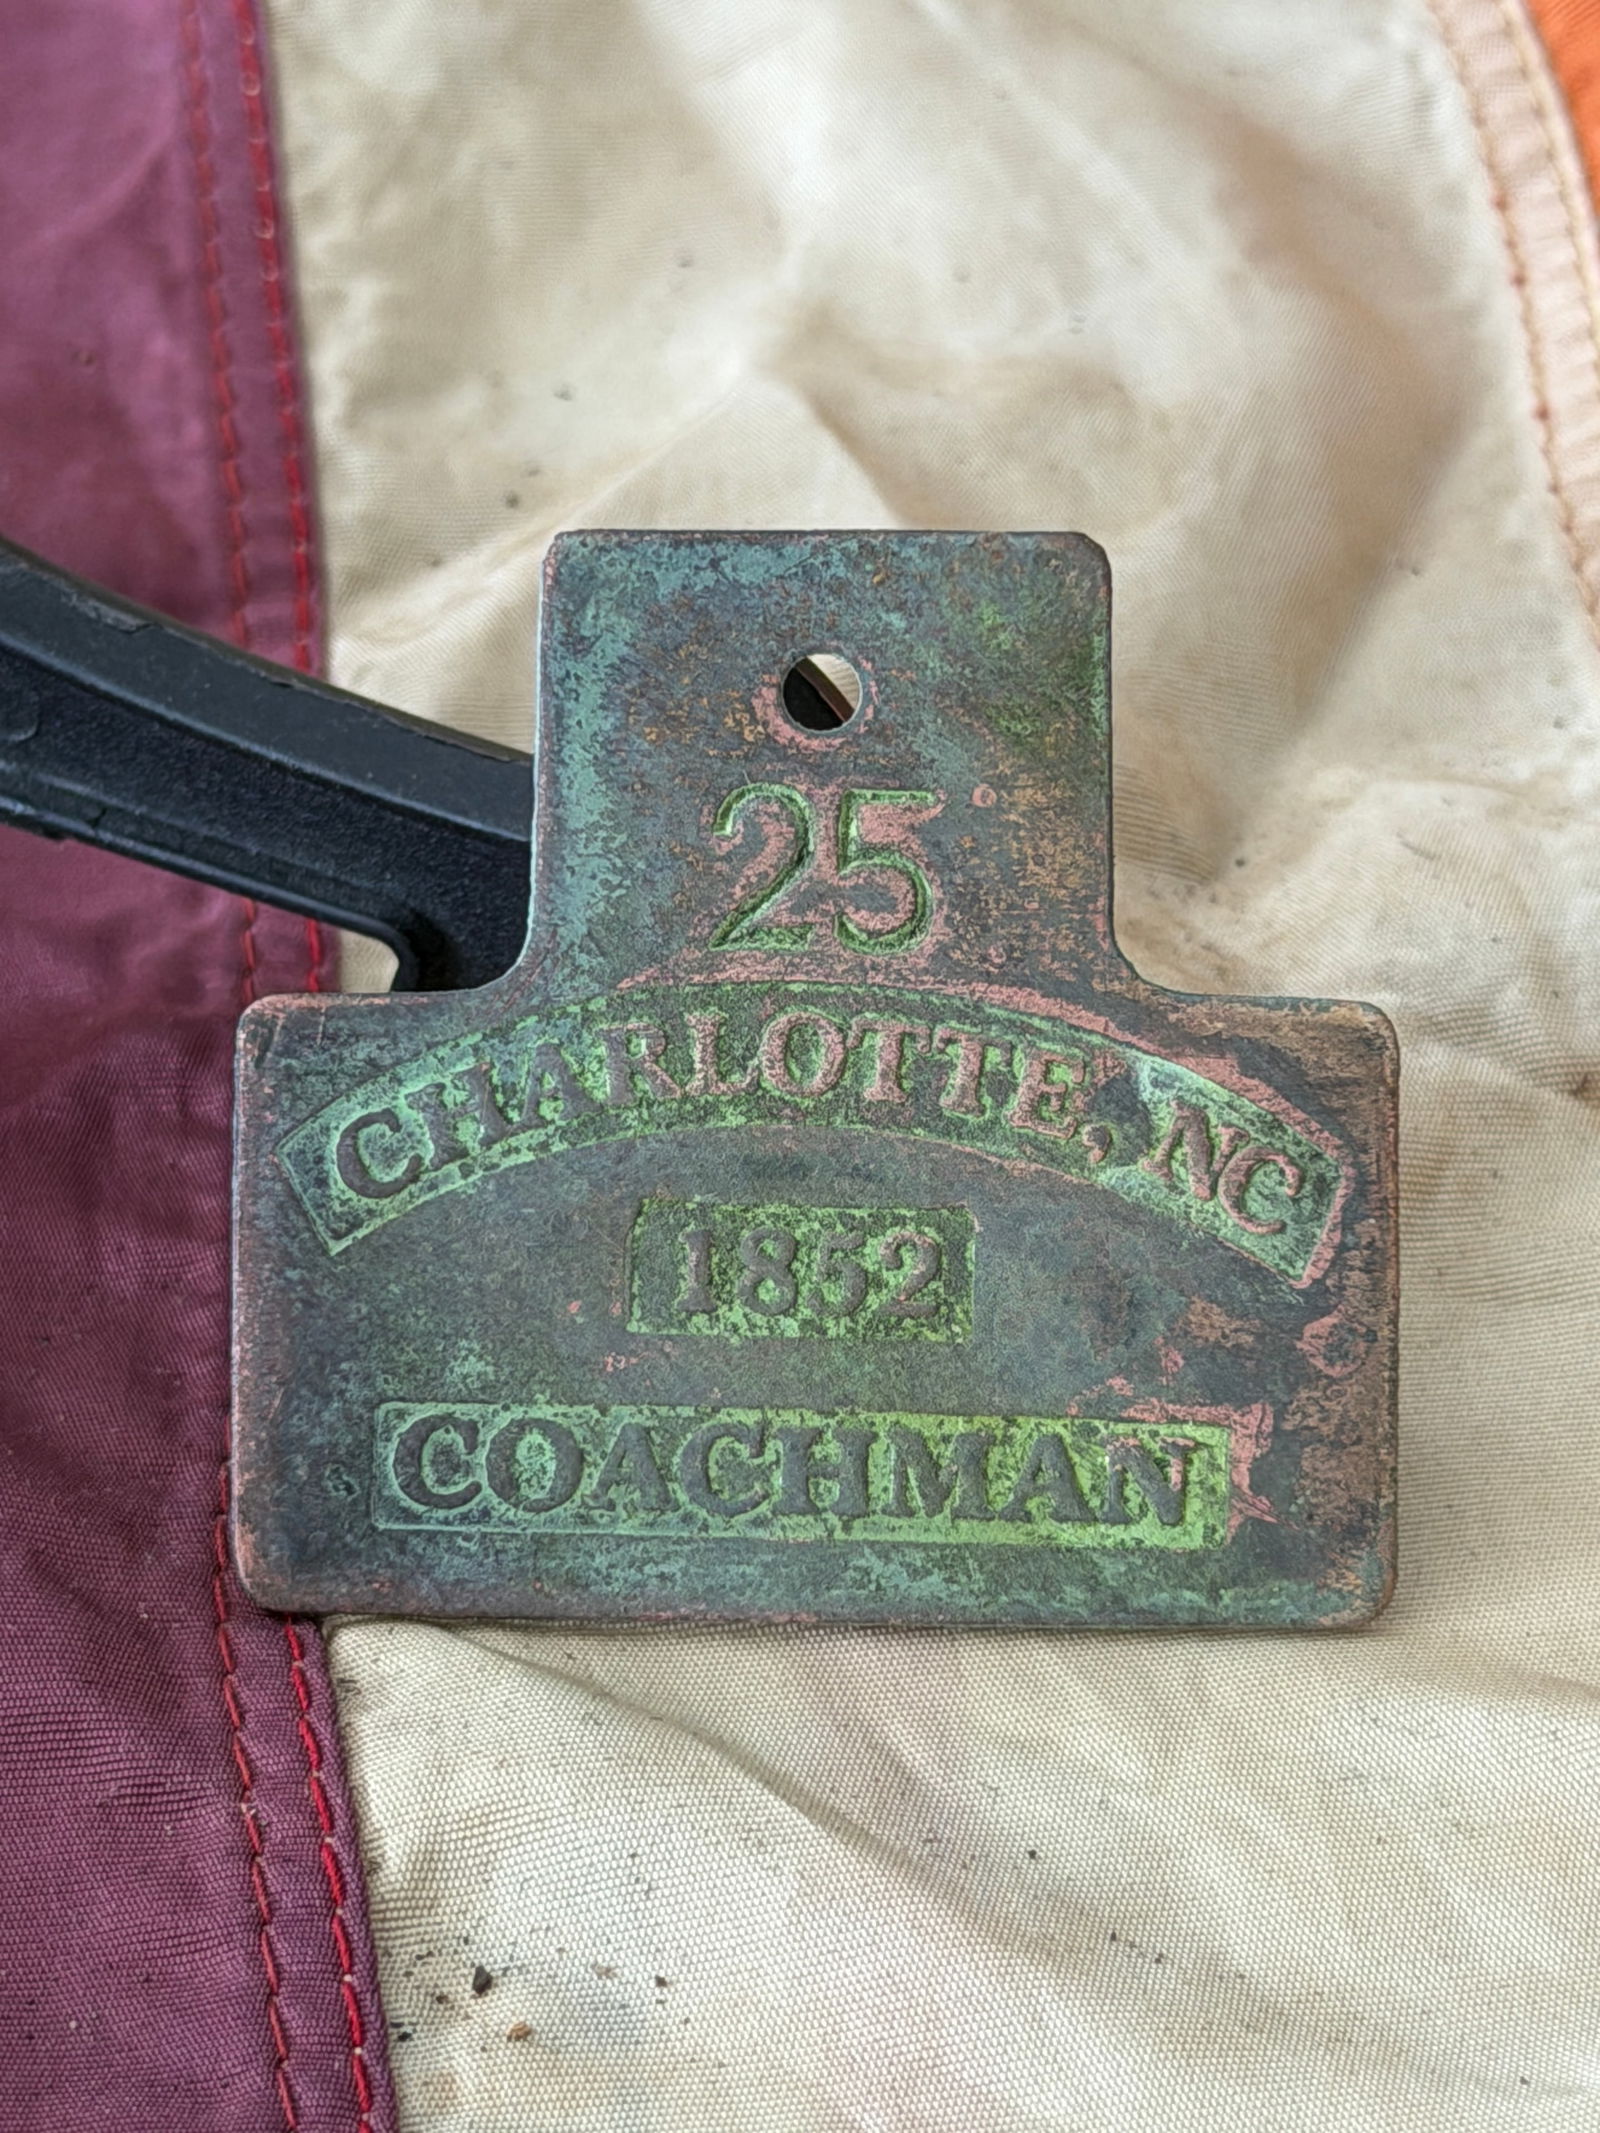 25
CHARLOTTE, NC
1852
COACHMAN